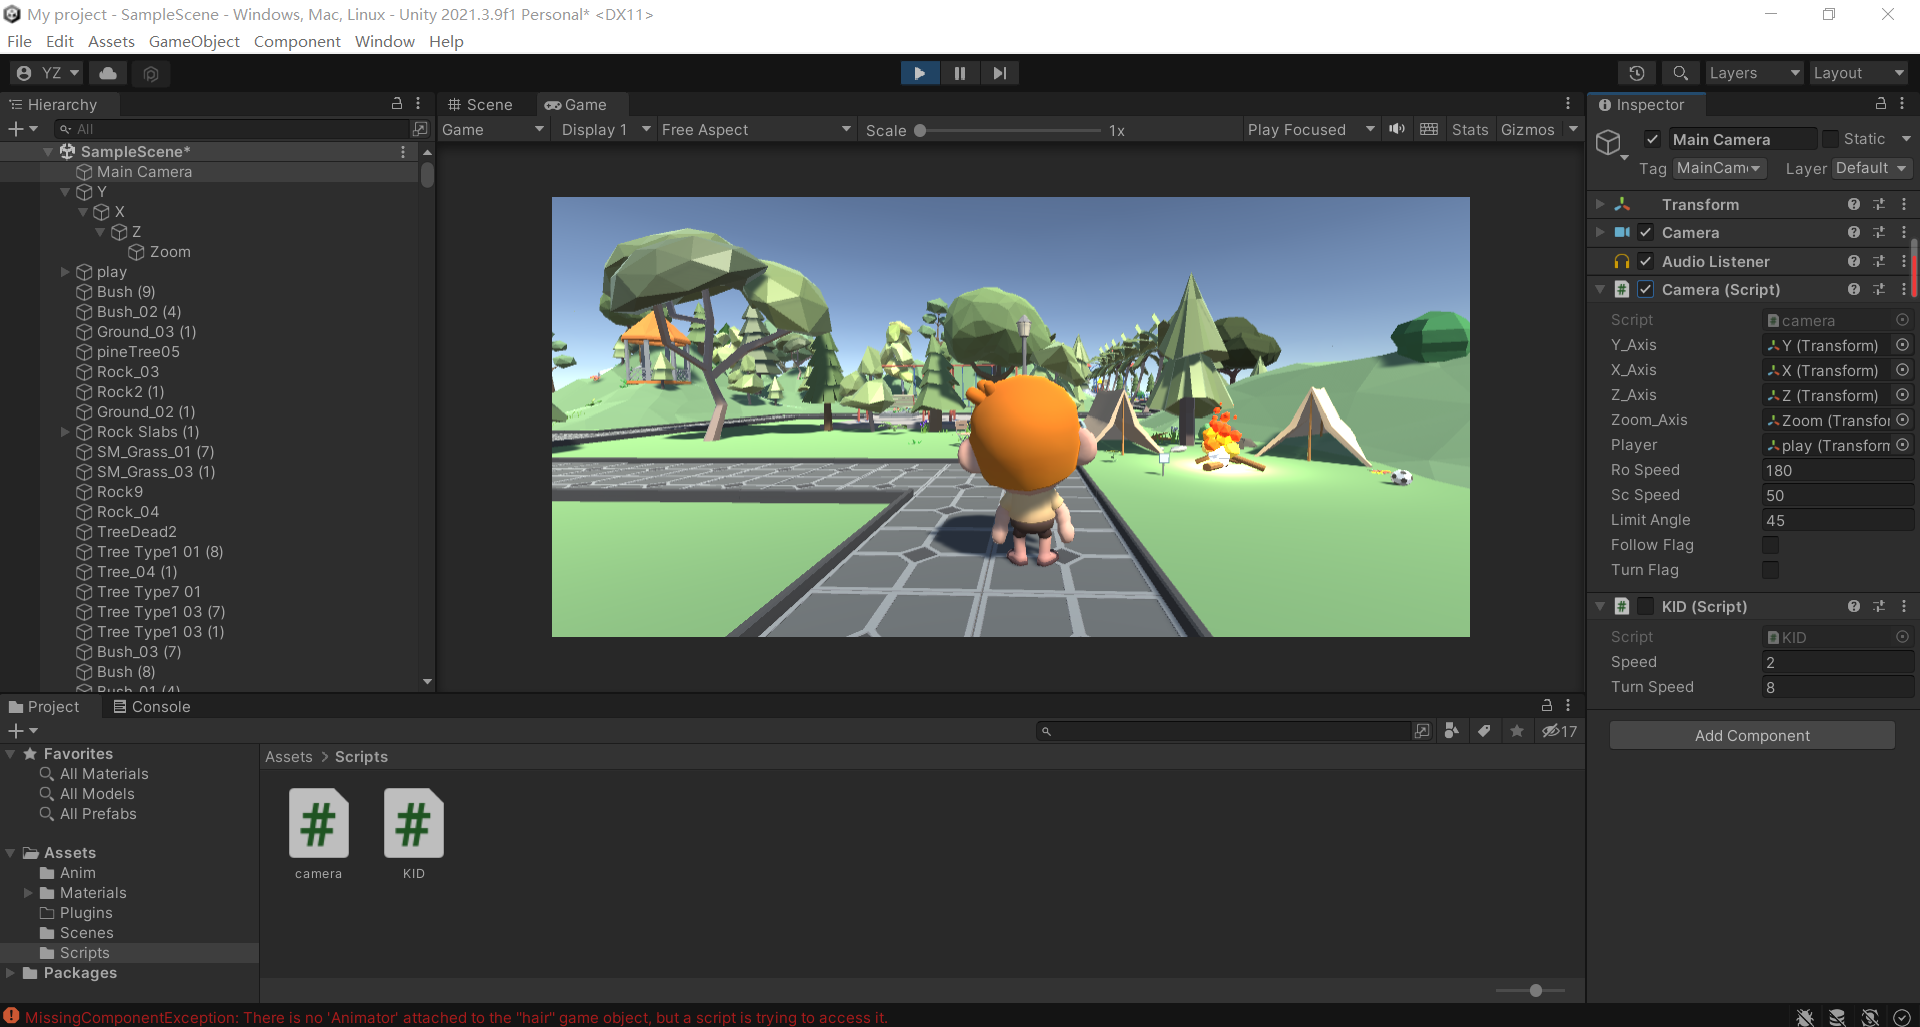 My project - SampleScene - Windows, Mac, Linux - Unity 2021.3.9f1 Personal* <DX11>
File Edit Assets GameObject Component Window Help
YZ
Layers
Layout
Hierarchy
All
SampleScene*
Main Camera
Y
X
Z
Zoom
play
Bush (9)
Bush_02 (4)
Ground_03 (1)
pineTree05
Rock_03
Rock2 (1)
Ground_02 (1)
Rock Slabs (1)
SM_Grass_01 (7)
SM_Grass_03 (1)
Rock9
Rock_04
TreeDead2
Tree Type1 01 (8)
Tree_04 (1)
Tree Type7 01
Tree Type1 03 (7)
Tree Type1 03 (1)
Bush_03 (7)
Bush (8)
Bush_01 (4)
Scene Game
Game Display 1 Free Aspect Scale 1x Play Focused Stats Gizmos
Inspector
Main Camera Static
Tag MainCam Layer Default
Transform
Camera
Audio Listener
Camera (Script)
Script camera
Y_Axis Y (Transform)
X_Axis X (Transform)
Z_Axis Z (Transform)
Zoom_Axis Zoom (Transfor
Player play (Transform
Ro Speed 180
Sc Speed 50
Limit Angle 45
Follow Flag
Turn Flag
KID (Script)
Script KID
Speed 2
Turn Speed 8
Add Component
Project Console
17
Favorites
All Materials
All Models
All Prefabs
Assets
Anim
Materials
Plugins
Scenes
Scripts
Packages
Assets > Scripts
camera
KID
MissingComponentException: There is no 'Animator' attached to the "hair" game object, but a script is trying to access it.